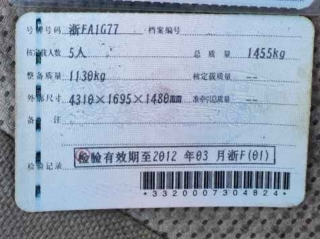 号牌号码 浙FA1G77 档案编号
核定载人数 5人 总 质 量 1455kg
整备质量 1130kg 核定载质量 --
外廓尺寸 4310×1695×1480mm 准牵引总质量 --
备 注
检验有效期至2012 年03 月浙F(01)
检验记录
*3320007304824*